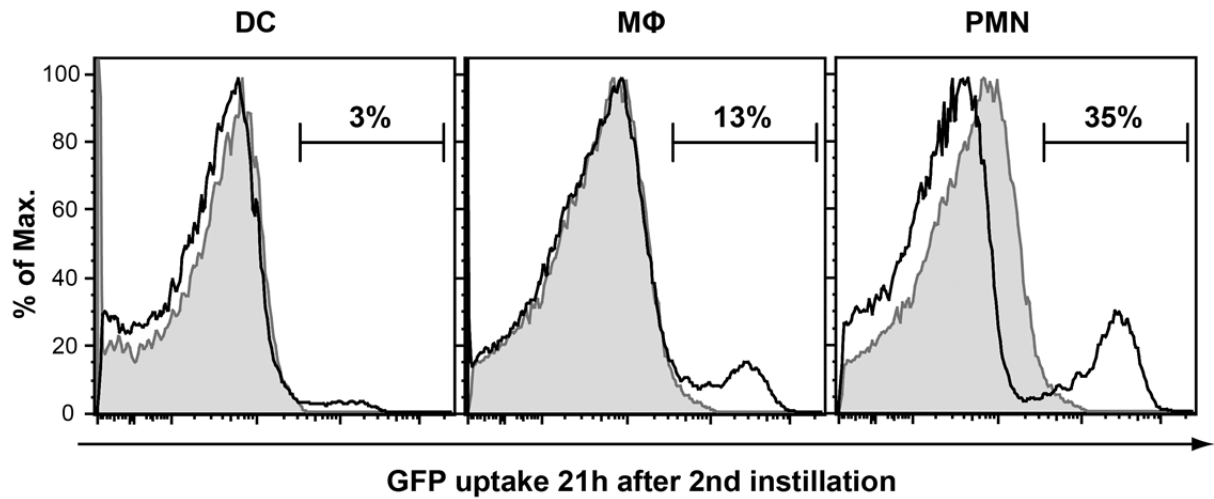 DC MΦ PMN
3% 13% 35%
% of Max.
100
80
60
40
20
0
GFP uptake 21h after 2nd instillation